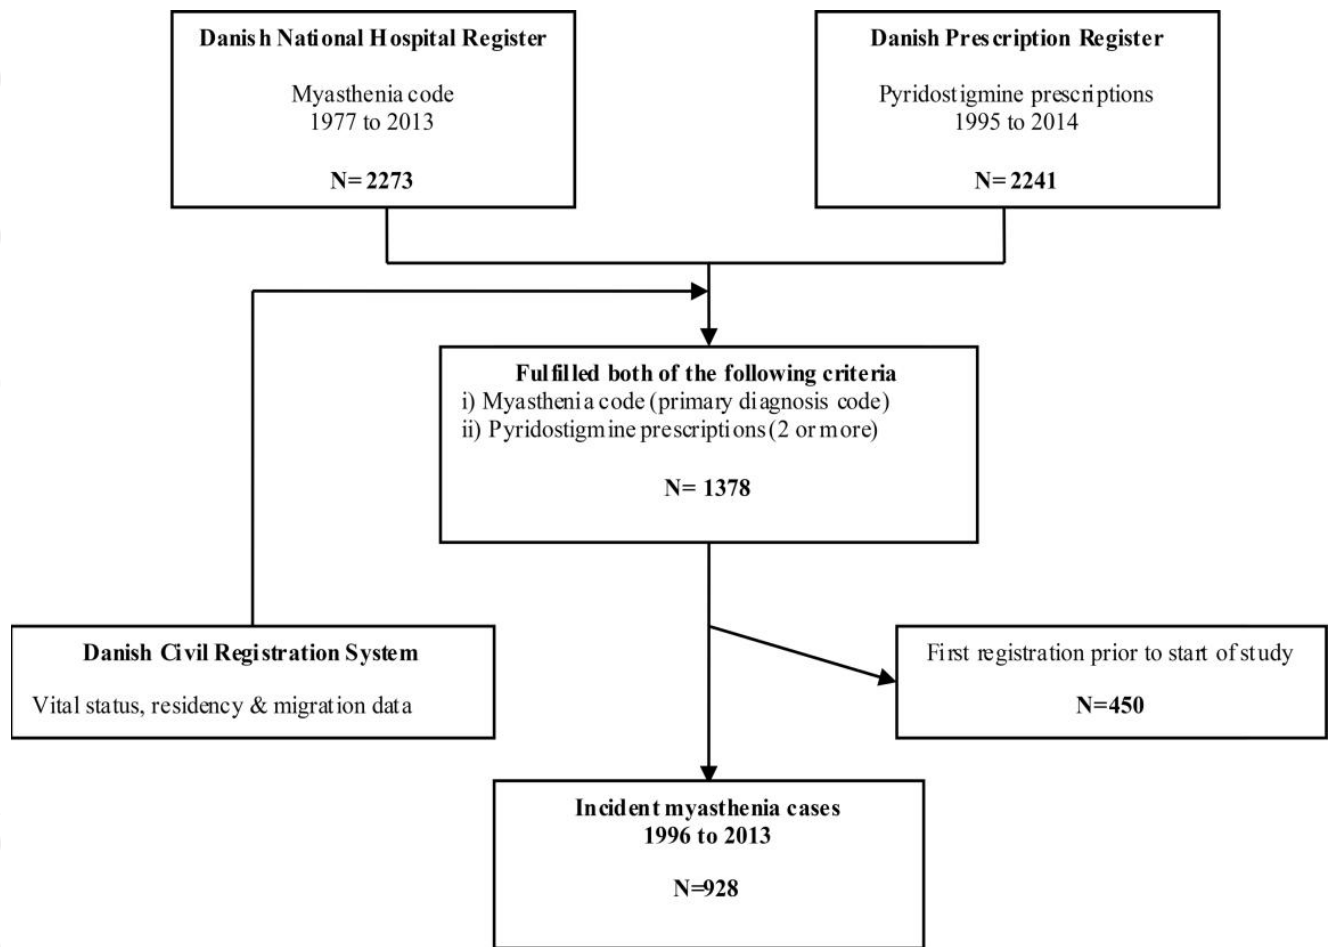 Danish National Hospital Register
Myasthenia code
1977 to 2013
N= 2273
Danish Prescription Register
Pyridostigmine prescriptions
1995 to 2014
N= 2241
Fulfilled both of the following criteria
i) Myasthenia code (primary diagnosis code)
ii) Pyridostigmine prescriptions (2 or more)
N= 1378
Danish Civil Registration System
Vital status, residency & migration data
First registration prior to start of study
N=450
Incident myasthenia cases
1996 to 2013
N=928